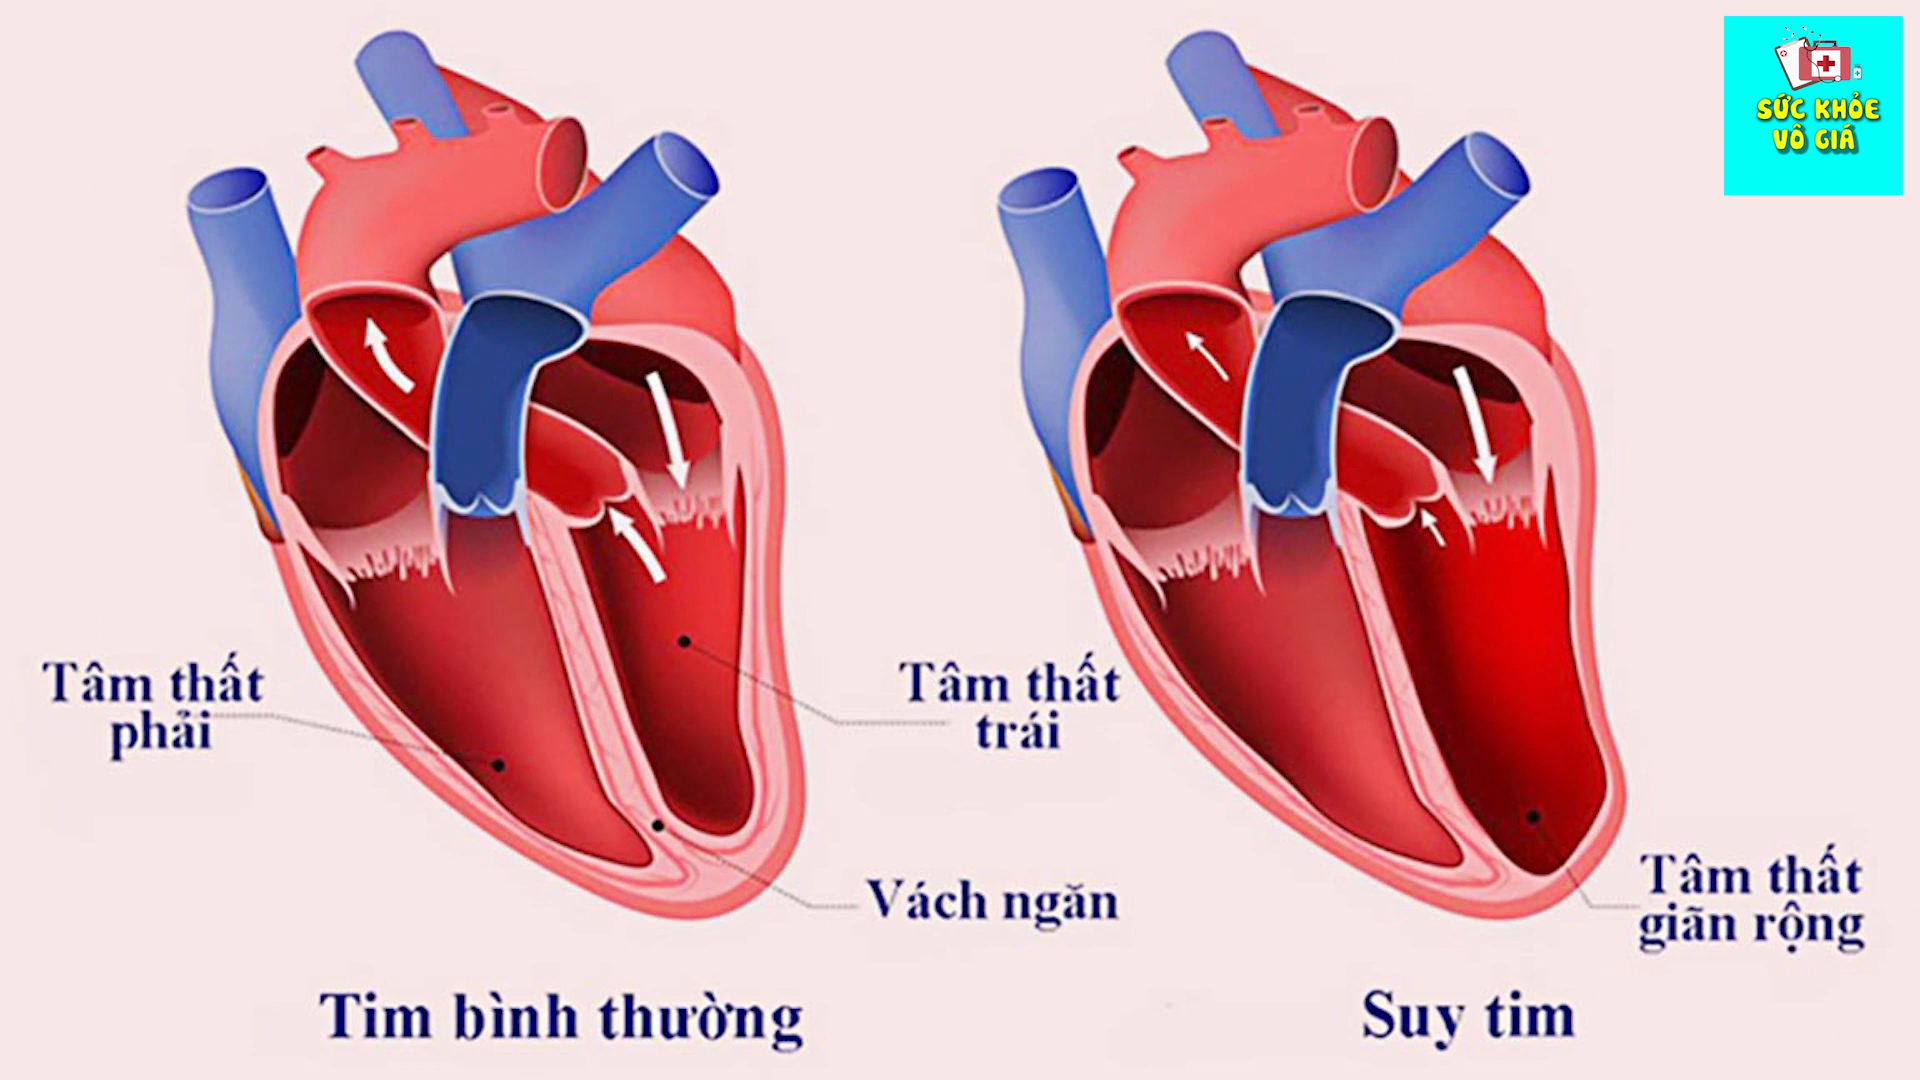 SỨC KHỎE
VÔ GIÁ
Tâm thất
phải
Tâm thất
trái
Vách ngăn
Tâm thất
giãn rộng
Tim bình thường
Suy tim